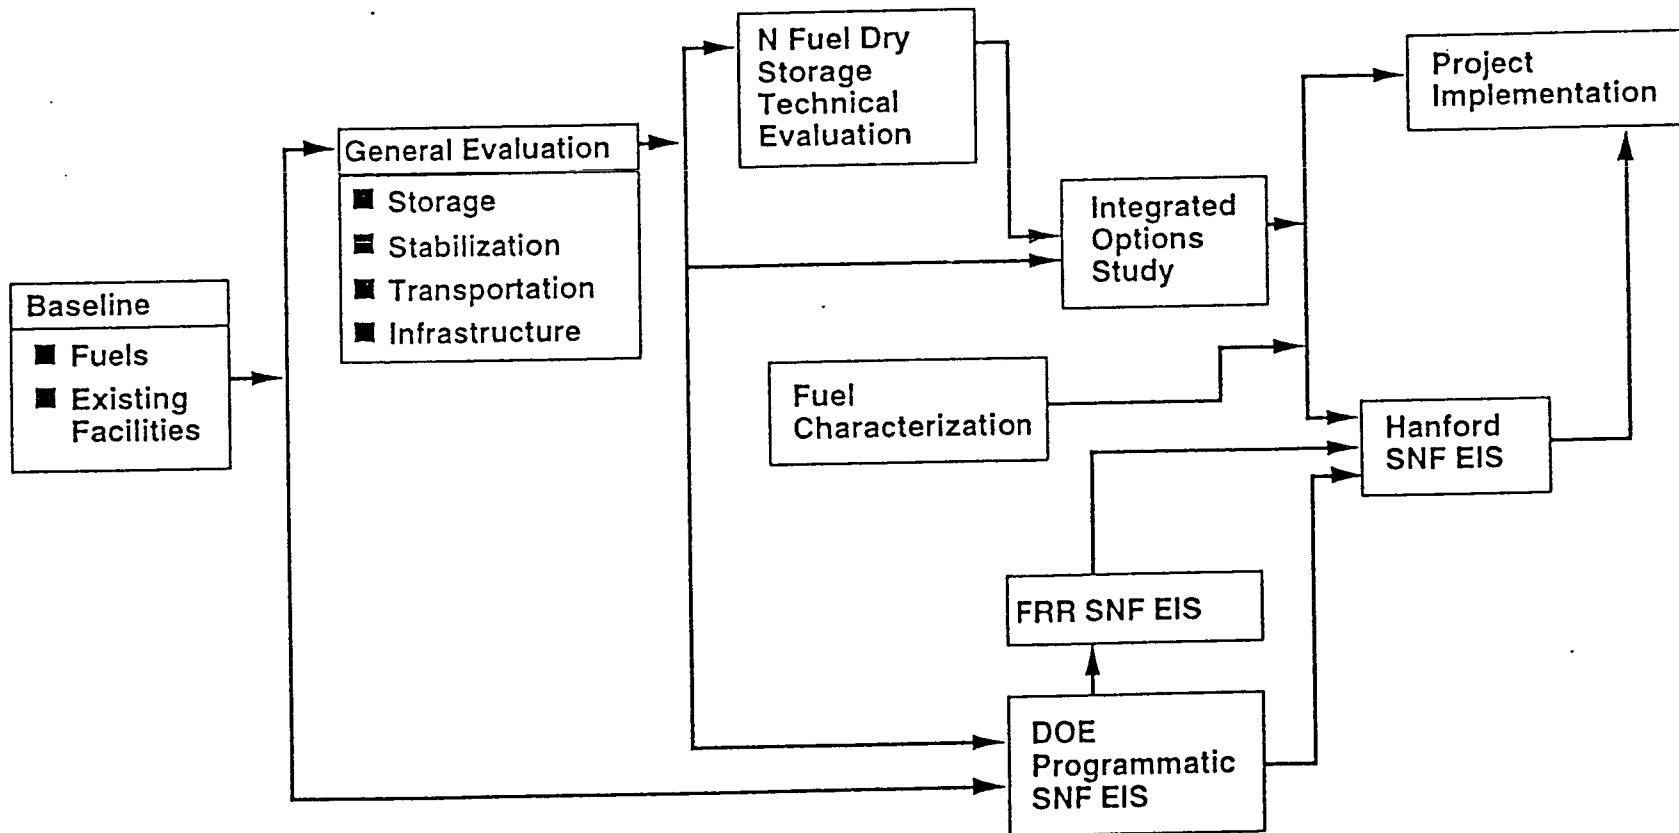 Baseline
Fuels
Existing
Facilities
General Evaluation
Storage
Stabilization
Transportation
Infrastructure
N Fuel Dry
Storage
Technical
Evaluation
Integrated
Options
Study
Project
Implementation
Fuel
Characterization
Hanford
SNF EIS
FRR SNF EIS
DOE
Programmatic
SNF EIS